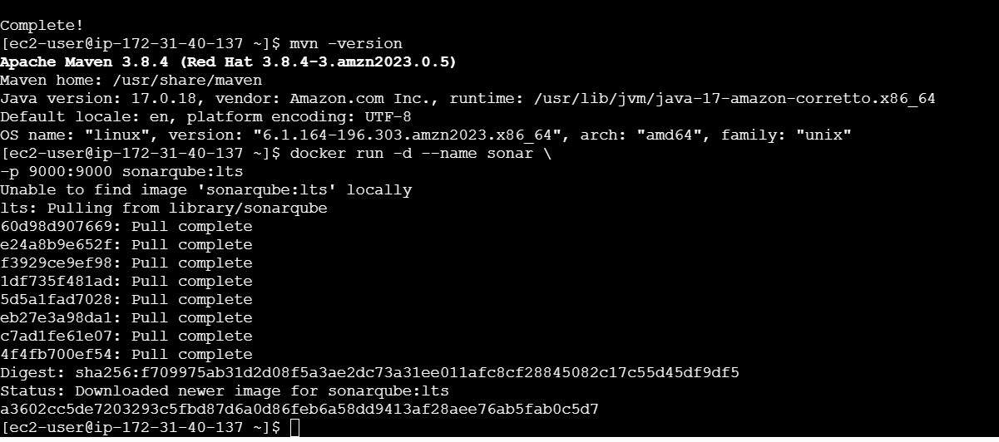 Complete!
[ec2-user@ip-172-31-40-137 ~]$ mvn -version
Apache Maven 3.8.4 (Red Hat 3.8.4-3.amzn2023.0.5)
Maven home: /usr/share/maven
Java version: 17.0.18, vendor: Amazon.com Inc., runtime: /usr/lib/jvm/java-17-amazon-corretto.x86_64
Default locale: en, platform encoding: UTF-8
OS name: "linux", version: "6.1.164-196.303.amzn2023.x86_64", arch: "amd64", family: "unix"
[ec2-user@ip-172-31-40-137 ~]$ docker run -d --name sonar \
-p 9000:9000 sonarqube:lts
Unable to find image 'sonarqube:lts' locally
lts: Pulling from library/sonarqube
60d98d907669: Pull complete
e24a8b9e652f: Pull complete
f3929ce9ef98: Pull complete
1df735f481ad: Pull complete
5d5a1fad7028: Pull complete
eb27e3a98da1: Pull complete
c7ad1fe61e07: Pull complete
4f4fb700ef54: Pull complete
Digest: sha256:f709975ab31d2d08f5a3ae2dc73a31ee011afc8cf28845082c17c55d45df9df5
Status: Downloaded newer image for sonarqube:lts
a3602cc5de7203293c5fbd87d6a0d86feb6a58dd9413af28aee76ab5fab0c5d7
[ec2-user@ip-172-31-40-137 ~]$